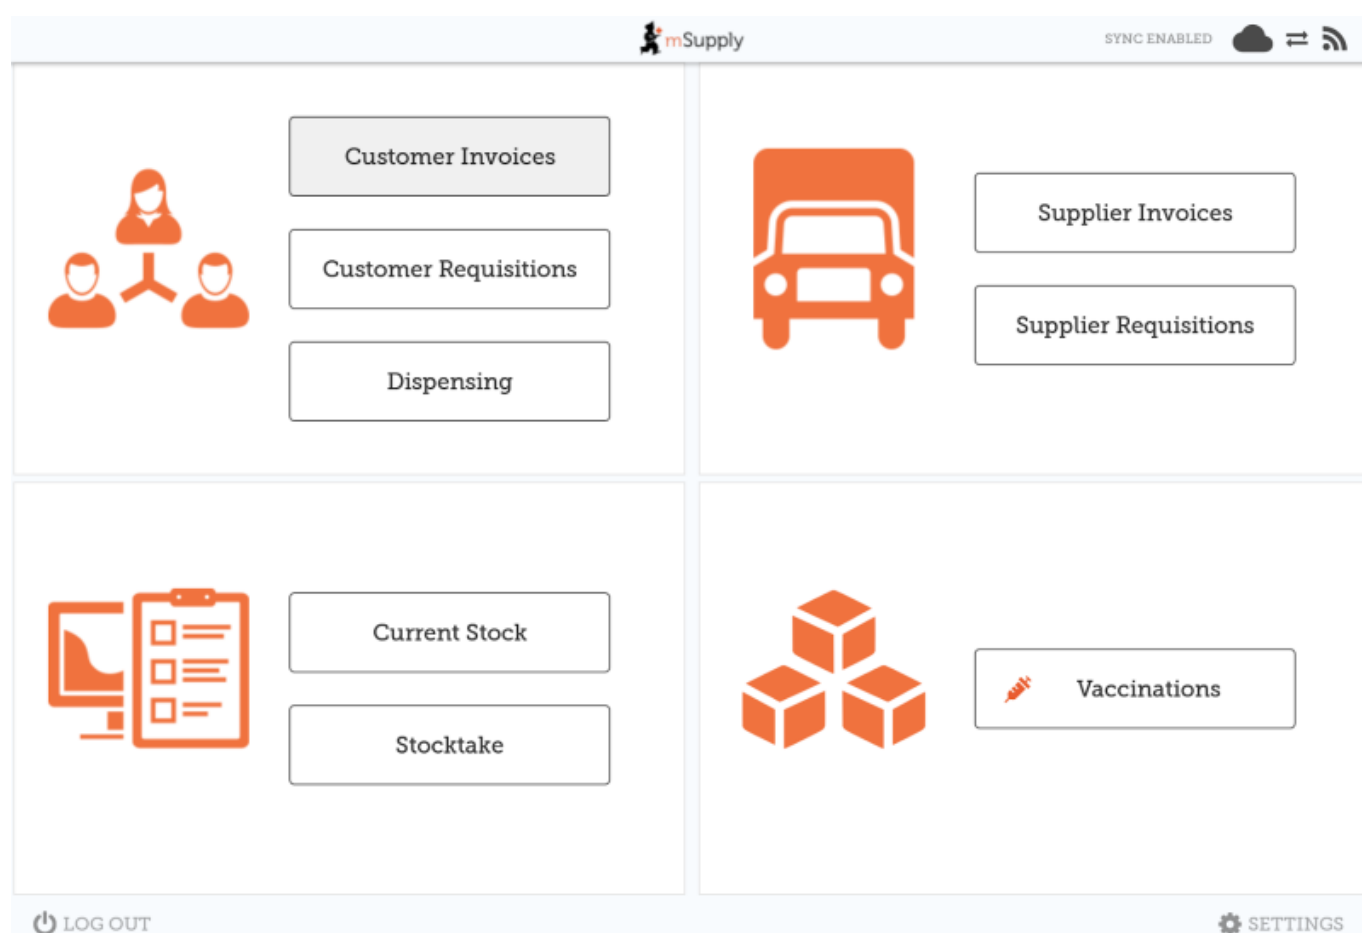 mSupply
SYNC ENABLED
Customer Invoices
Customer Requisitions
Dispensing
Supplier Invoices
Supplier Requisitions
Current Stock
Stocktake
Vaccinations
LOG OUT
SETTINGS